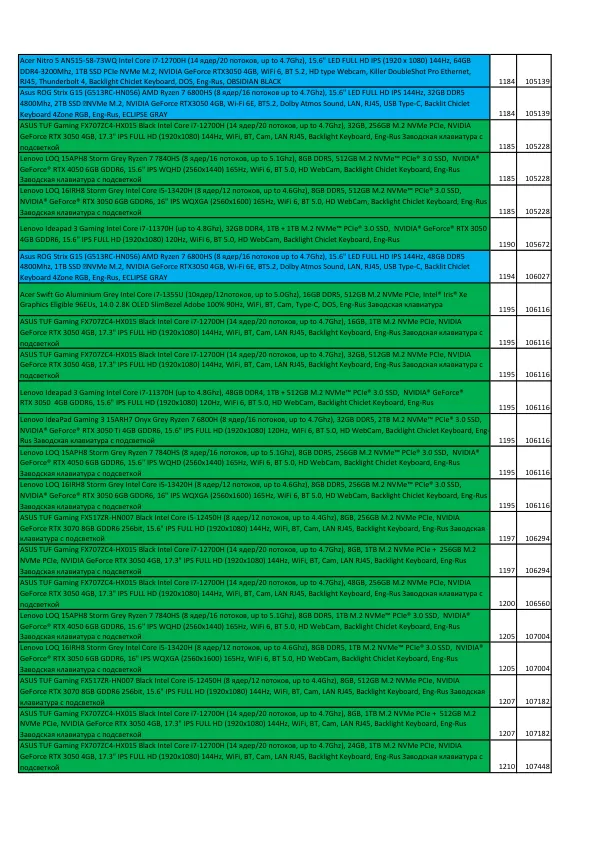 Acer Nitro 5 AN515-58-73WQ Intel Core i7-12700H (14 ядер/20 потоков, up to 4.7Ghz), 15.6" LED FULL HD IPS (1920 x 1080) 144Hz, 64GB
DDR4-3200Mhz, 1TB SSD PCIe NVMe M.2, NVIDIA GeForce RTX3050 4GB, WiFi 6, BT 5.2, HD type Webcam, Killer DoubleShot Pro Ethernet,
RJ45, Thunderbolt 4, Backlight Chiclet Keyboard, DOS, Eng-Rus, OBSIDIAN BLACK 1184 105139
Asus ROG Strix G15 (G513RC-HN056) AMD Ryzen 7 6800HS (8 ядер/16 потоков, up to 4.7Ghz), 15.6" LED FULL HD IPS 144Hz, 32GB DDR5
4800Mhz, 2TB SSD NVMe M.2, NVIDIA GeForce RTX3050 4GB, Wi-Fi 6E, BT5.2, Dolby Atmos Sound, LAN, RJ45, USB Type-C, Backlit Chiclet
Keyboard 4Zone RGB, Eng-Rus, ECLIPSE GRAY 1184 105139
ASUS TUF Gaming FX707ZC4-HX015 Black Intel Core i7-12700H (14 ядер/20 потоков, up to 4.7Ghz), 32GB, 256GB M.2 NVMe PCIe, NVIDIA
GeForce RTX 3050 4GB, 17.3" IPS FULL HD (1920x1080) 144Hz, WiFi, BT, Cam, LAN RJ45, Backlight Keyboard, Eng-Rus Заводская клавиатура с
подсветкой 1185 105228
Lenovo LOQ 15APH8 Storm Grey Ryzen 7 7840HS (8 ядер/16 потоков, up to 5.1Ghz), 8GB DDR5, 512GB M.2 NVMe™ PCIe® 3.0 SSD, NVIDIA®
GeForce® RTX 4050 6GB GDDR6, 15.6" IPS WQHD (2560x1440) 165Hz, WiFi 6, BT 5.0, HD WebCam, Backlight Chiclet Keyboard, Eng-Rus
Заводская клавиатура с подсветкой 1185 105228
Lenovo LOQ 16IRH8 Storm Grey Intel Core i5-13420H (8 ядер/12 потоков, up to 4.6Ghz), 8GB DDR5, 512GB M.2 NVMe™ PCIe® 3.0 SSD,
NVIDIA® GeForce® RTX 3050 6GB GDDR6, 16" IPS WQXGA (2560x1600) 165Hz, WiFi 6, BT 5.0, HD WebCam, Backlight Chiclet Keyboard, Eng-Rus
Заводская клавиатура с подсветкой 1185 105228
Lenovo Ideapad 3 Gaming Intel Core i7-11370H (up to 4.8Ghz), 32GB DDR4, 1TB + 1TB M.2 NVMe™ PCIe® 3.0 SSD, NVIDIA® GeForce® RTX 3050
4GB GDDR6, 15.6" IPS FULL HD (1920x1080) 120Hz, WiFi 6, BT 5.0, HD WebCam, Backlight Chiclet Keyboard, Eng-Rus 1190 105672
Asus ROG Strix G15 (G513RC-HN056) AMD Ryzen 7 6800HS (8 ядер/16 потоков, up to 4.7Ghz), 15.6" LED FULL HD IPS 144Hz, 48GB DDR5
4800Mhz, 1TB SSD NVMe M.2, NVIDIA GeForce RTX3050 4GB, Wi-Fi 6E, BT5.2, Dolby Atmos Sound, LAN, RJ45, USB Type-C, Backlit Chiclet
Keyboard 4Zone RGB, Eng-Rus, ECLIPSE GRAY 1194 106027
Acer Swift Go Aluminium Grey Intel Core i7-1355U (10ядер/12потоков, up to 5.0Ghz), 16GB DDR5, 512GB M.2 NVMe PCIe, Intel® Iris® Xe
Graphics Eligible 96EUs, 14.0 2.8K OLED SlimBezel Adobe 100% 90Hz, WiFi, BT, Cam, Type-C, DOS, Eng-Rus Заводская клавиатура 1195 106116
ASUS TUF Gaming FX707ZC4-HX015 Black Intel Core i7-12700H (14 ядер/20 потоков, up to 4.7Ghz), 16GB, 1TB M.2 NVMe PCIe, NVIDIA
GeForce RTX 3050 4GB, 17.3" IPS FULL HD (1920x1080) 144Hz, WiFi, BT, Cam, LAN RJ45, Backlight Keyboard, Eng-Rus Заводская клавиатура с
подсветкой 1195 106116
ASUS TUF Gaming FX707ZC4-HX015 Black Intel Core i7-12700H (14 ядер/20 потоков, up to 4.7Ghz), 32GB, 512GB M.2 NVMe PCIe, NVIDIA
GeForce RTX 3050 4GB, 17.3" IPS FULL HD (1920x1080) 144Hz, WiFi, BT, Cam, LAN RJ45, Backlight Keyboard, Eng-Rus Заводская клавиатура с
подсветкой 1195 106116
Lenovo Ideapad 3 Gaming Intel Core i7-11370H (up to 4.8Ghz), 48GB DDR4, 1TB + 512GB M.2 NVMe™ PCIe® 3.0 SSD, NVIDIA® GeForce®
RTX 3050 4GB GDDR6, 15.6" IPS FULL HD (1920x1080) 120Hz, WiFi 6, BT 5.0, HD WebCam, Backlight Chiclet Keyboard, Eng-Rus 1195 106116
Lenovo IdeaPad Gaming 3 15ARH7 Onyx Grey Ryzen 7 6800H (8 ядер/16 потоков, up to 4.7Ghz), 32GB DDR5, 2TB M.2 NVMe™ PCIe® 3.0 SSD,
NVIDIA® GeForce® RTX 3050 Ti 4GB GDDR6, 15.6" IPS FULL HD (1920x1080) 120Hz, WiFi 6, BT 5.0, HD WebCam, Backlight Chiclet Keyboard, Eng-
Rus Заводская клавиатура с подсветкой 1195 106116
Lenovo LOQ 15APH8 Storm Grey Ryzen 7 7840HS (8 ядер/16 потоков, up to 5.1Ghz), 8GB DDR5, 256GB M.2 NVMe™ PCIe® 3.0 SSD, NVIDIA®
GeForce® RTX 4050 6GB GDDR6, 15.6" IPS WQHD (2560x1440) 165Hz, WiFi 6, BT 5.0, HD WebCam, Backlight Chiclet Keyboard, Eng-Rus
Заводская клавиатура с подсветкой 1195 106116
Lenovo LOQ 16IRH8 Storm Grey Intel Core i5-13420H (8 ядер/12 потоков, up to 4.6Ghz), 8GB DDR5, 256GB M.2 NVMe™ PCIe® 3.0 SSD,
NVIDIA® GeForce® RTX 3050 6GB GDDR6, 16" IPS WQXGA (2560x1600) 165Hz, WiFi 6, BT 5.0, HD WebCam, Backlight Chiclet Keyboard, Eng-Rus
Заводская клавиатура с подсветкой 1195 106116
ASUS TUF Gaming FX517ZR-HN007 Black Intel Core i5-12450H (8 ядер/12 потоков, up to 4.4Ghz), 8GB, 256GB M.2 NVMe PCIe, NVIDIA
GeForce RTX 3070 8GB GDDR6 256bit, 15.6" IPS FULL HD (1920x1080) 144Hz, WiFi, BT, Cam, LAN RJ45, Backlight Keyboard, Eng-Rus Заводская
клавиатура с подсветкой 1197 106294
ASUS TUF Gaming FX707ZC4-HX015 Black Intel Core i7-12700H (14 ядер/20 потоков, up to 4.7Ghz), 8GB, 1TB M.2 NVMe PCIe + 256GB M.2
NVMe PCIe, NVIDIA GeForce RTX 3050 4GB, 17.3" IPS FULL HD (1920x1080) 144Hz, WiFi, BT, Cam, LAN RJ45, Backlight Keyboard, Eng-Rus
Заводская клавиатура с подсветкой 1197 106294
ASUS TUF Gaming FX707ZC4-HX015 Black Intel Core i7-12700H (14 ядер/20 потоков, up to 4.7Ghz), 48GB, 256GB M.2 NVMe PCIe, NVIDIA
GeForce RTX 3050 4GB, 17.3" IPS FULL HD (1920x1080) 144Hz, WiFi, BT, Cam, LAN RJ45, Backlight Keyboard, Eng-Rus Заводская клавиатура с
подсветкой 1200 106560
Lenovo LOQ 15APH8 Storm Grey Ryzen 7 7840HS (8 ядер/16 потоков, up to 5.1Ghz), 8GB DDR5, 1TB M.2 NVMe™ PCIe® 3.0 SSD, NVIDIA®
GeForce® RTX 4050 6GB GDDR6, 15.6" IPS WQHD (2560x1440) 165Hz, WiFi 6, BT 5.0, HD WebCam, Backlight Chiclet Keyboard, Eng-Rus
Заводская клавиатура с подсветкой 1205 107004
Lenovo LOQ 16IRH8 Storm Grey Intel Core i5-13420H (8 ядер/12 потоков, up to 4.6Ghz), 8GB DDR5, 1TB M.2 NVMe™ PCIe® 3.0 SSD, NVIDIA®
GeForce® RTX 3050 6GB GDDR6, 16" IPS WQXGA (2560x1600) 165Hz, WiFi 6, BT 5.0, HD WebCam, Backlight Chiclet Keyboard, Eng-Rus
Заводская клавиатура с подсветкой 1205 107004
ASUS TUF Gaming FX517ZR-HN007 Black Intel Core i5-12450H (8 ядер/12 потоков, up to 4.4Ghz), 8GB, 512GB M.2 NVMe PCIe, NVIDIA
GeForce RTX 3070 8GB GDDR6 256bit, 15.6" IPS FULL HD (1920x1080) 144Hz, WiFi, BT, Cam, LAN RJ45, Backlight Keyboard, Eng-Rus Заводская
клавиатура с подсветкой 1207 107182
ASUS TUF Gaming FX707ZC4-HX015 Black Intel Core i7-12700H (14 ядер/20 потоков, up to 4.7Ghz), 8GB, 1TB M.2 NVMe PCIe + 512GB M.2
NVMe PCIe, NVIDIA GeForce RTX 3050 4GB, 17.3" IPS FULL HD (1920x1080) 144Hz, WiFi, BT, Cam, LAN RJ45, Backlight Keyboard, Eng-Rus
Заводская клавиатура с подсветкой 1207 107182
ASUS TUF Gaming FX707ZC4-HX015 Black Intel Core i7-12700H (14 ядер/20 потоков, up to 4.7Ghz), 24GB, 1TB M.2 NVMe PCIe, NVIDIA
GeForce RTX 3050 4GB, 17.3" IPS FULL HD (1920x1080) 144Hz, WiFi, BT, Cam, LAN RJ45, Backlight Keyboard, Eng-Rus Заводская клавиатура с
подсветкой 1210 107448